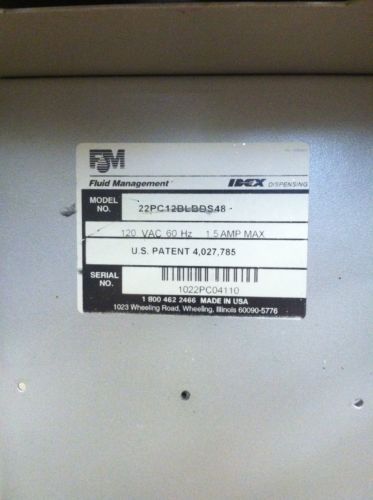 FM
Fluid Management IDEX DISPENSING
MODEL NO. 22PC12BLBDS48
120 VAC 60 Hz 1.5 AMP MAX
U.S. PATENT 4,027,785
SERIAL NO. 1022PC04110
1 800 462 2466 MADE IN USA
1023 Wheeling Road, Wheeling, Illinois 60090-5776